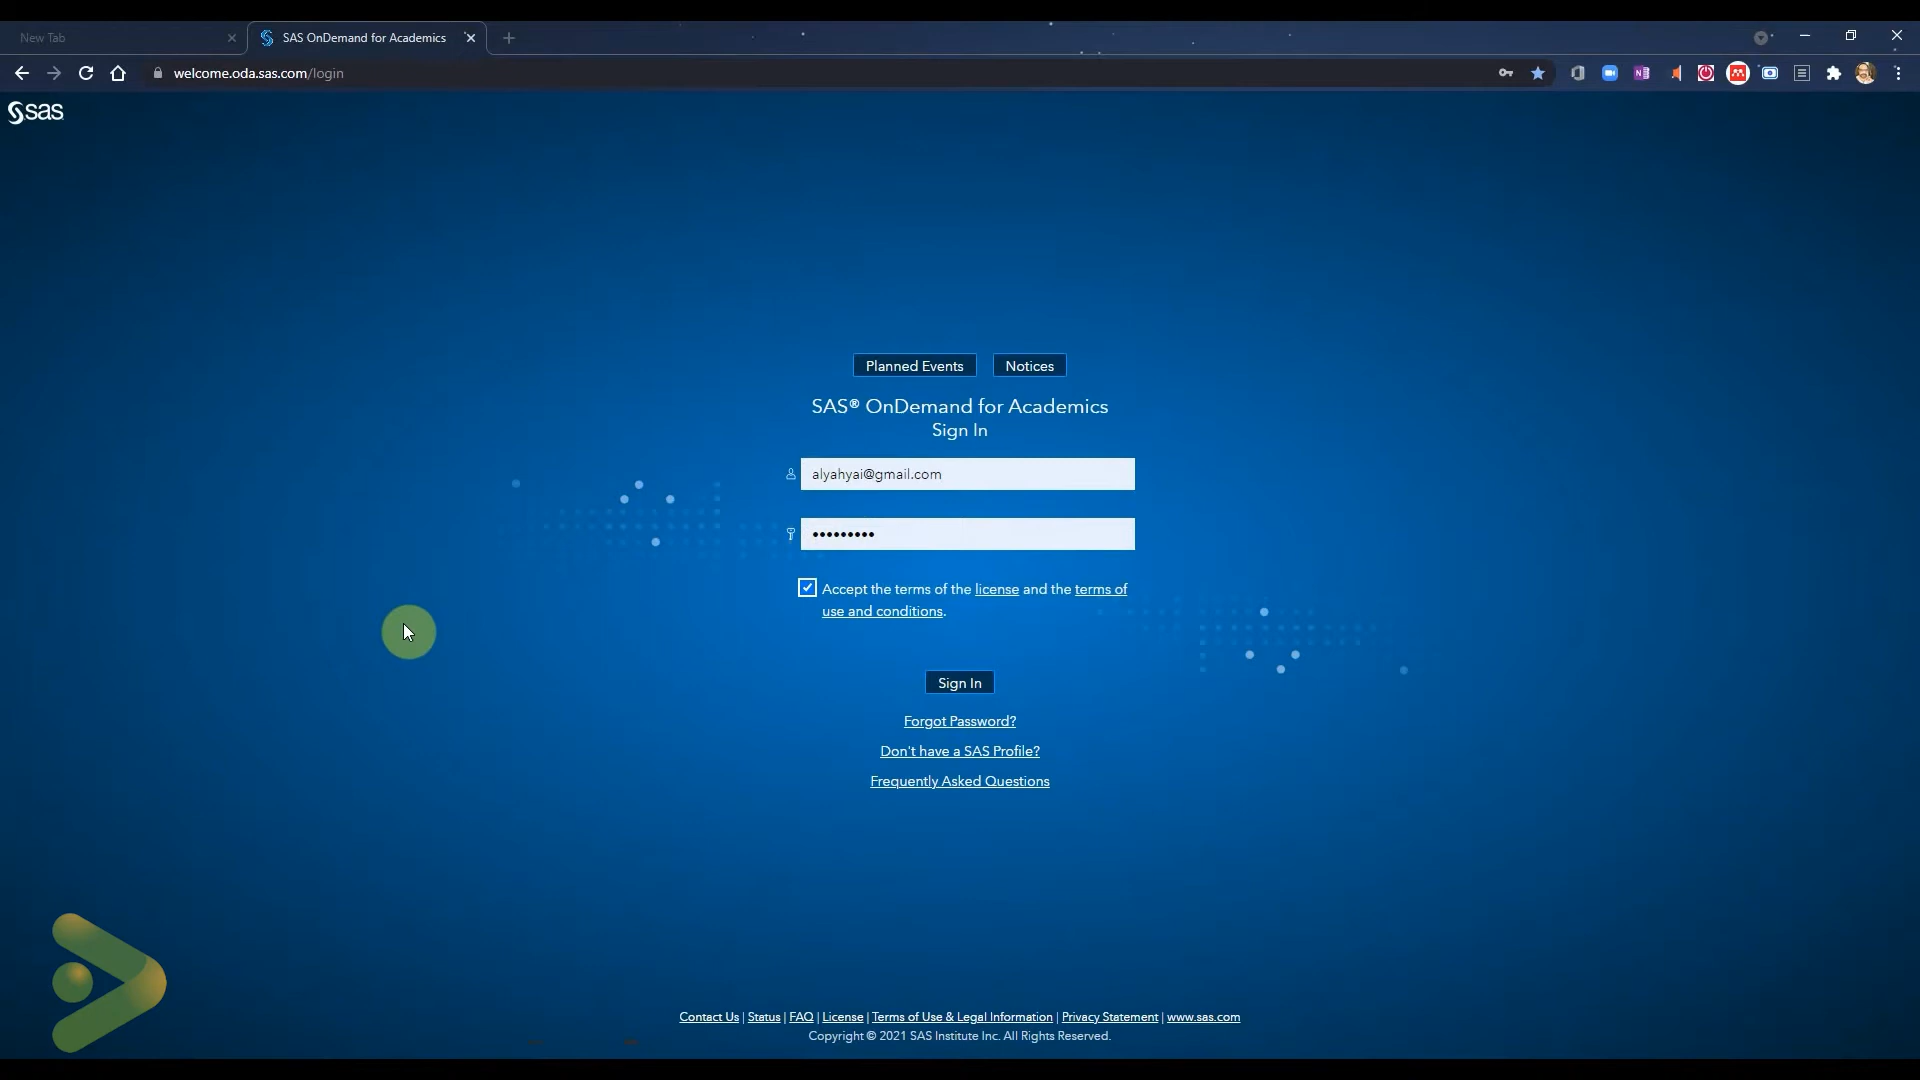 New Tab
SAS OnDemand for Academics
welcome.oda.sas.com/login
sas
Planned Events
Notices
SAS® OnDemand for Academics
Sign In
alyahyai@gmail.com
•••••••••
Accept the terms of the license and the terms of
use and conditions.
Sign In
Forgot Password?
Don't have a SAS Profile?
Frequently Asked Questions
Contact Us | Status | FAQ | License | Terms of Use & Legal Information | Privacy Statement | www.sas.com
Copyright © 2021 SAS Institute Inc. All Rights Reserved.